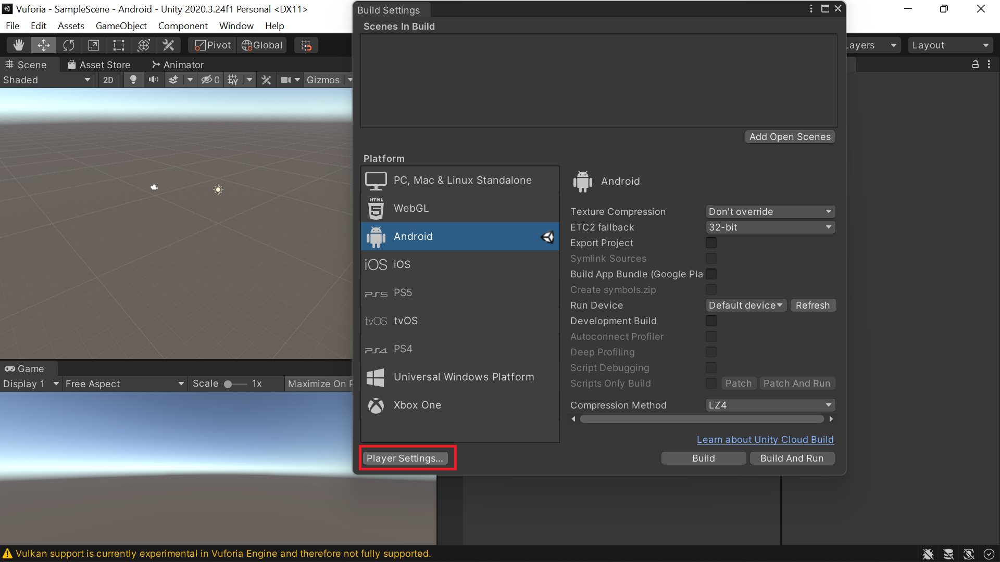 Vuforia - SampleScene - Android - Unity 2020.3.24f1 Personal <DX11>
File Edit Assets GameObject Component Window Help
Pivot Global
Layout
Scene Asset Store Animator
Shaded 2D 0 Gizmos
Build Settings
Scenes In Build
Add Open Scenes
Platform
PC, Mac & Linux Standalone
HTML 5 WebGL
Android
iOS iOS
PS5 PS5
tvOS tvOS
PS4 PS4
Universal Windows Platform
Xbox One
Android
Texture Compression Don't override
ETC2 fallback 32-bit
Export Project
Symlink Sources
Build App Bundle (Google Pla
Create symbols.zip
Run Device Default device Refresh
Development Build
Autoconnect Profiler
Deep Profiling
Script Debugging
Scripts Only Build Patch Patch And Run
Compression Method LZ4
Learn about Unity Cloud Build
Player Settings... Build Build And Run
Game
Display 1 Free Aspect Scale 1x Maximize On
Vulkan support is currently experimental in Vuforia Engine and therefore not fully supported.